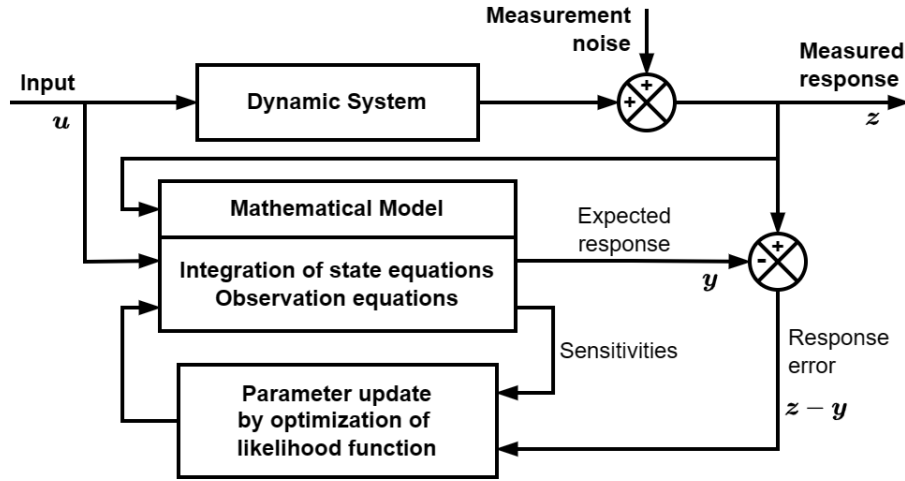 Measurement
noise
Measured
response
Input
u
Dynamic System
+
+
z
Mathematical Model
Integration of state equations
Observation equations
Expected
response
y
+
-
Sensitivities
Response
error
z − y
Parameter update
by optimization of
likelihood function